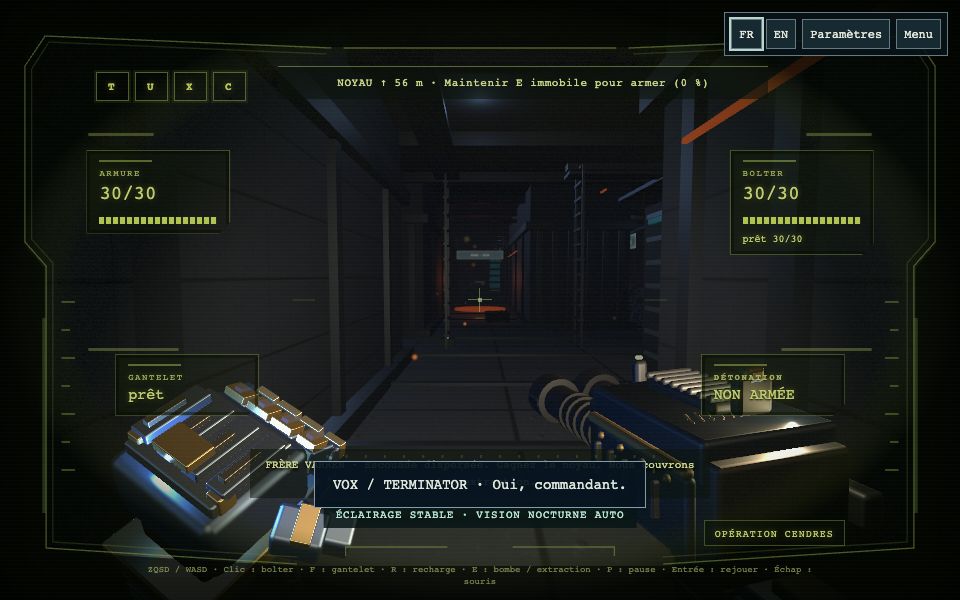 FR EN Paramètres Menu
T U X C
NOYAU ↑ 56 m · Maintenir E immobile pour armer (0 %)
ARMURE
30/30
BOLTER
30/30
prêt 30/30
GANTELET
prêt
DÉTONATION
NON ARMÉE
FRÈRE dispersée. Gagnez le noyau. Nous couvrons
VOX / TERMINATOR · Oui, commandant.
ÉCLAIRAGE STABLE · VISION NOCTURNE AUTO
OPÉRATION CENDRES
ZQSD / WASD · Clic : bolter · F : gantelet · R : recharge · E : bombe / extraction · P : pause · Entrée : rejouer · Échap :
souris